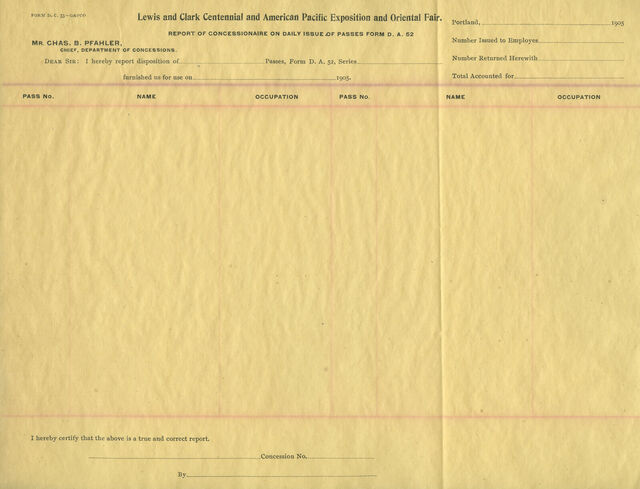 Lewis and Clark Centennial and American Pacific Exposition and Oriental Fair.
REPORT OF CONCESSIONAIRE ON DAILY ISSUE OF PASSES FORM D. A. 52
MR. CHAS. B. PFAHLER,
CHIEF, DEPARTMENT OF CONCESSIONS.
DEAR SIR: I hereby report disposition of Passes, Form D. A. 52, Series
furnished us for use on 1905.
Portland, 1905
Number Issued to Employes
Number Returned Herewith
Total Accounted for
PASS No. NAME OCCUPATION PASS No. NAME OCCUPATION
I hereby certify that the above is a true and correct report.
Concession No.
By